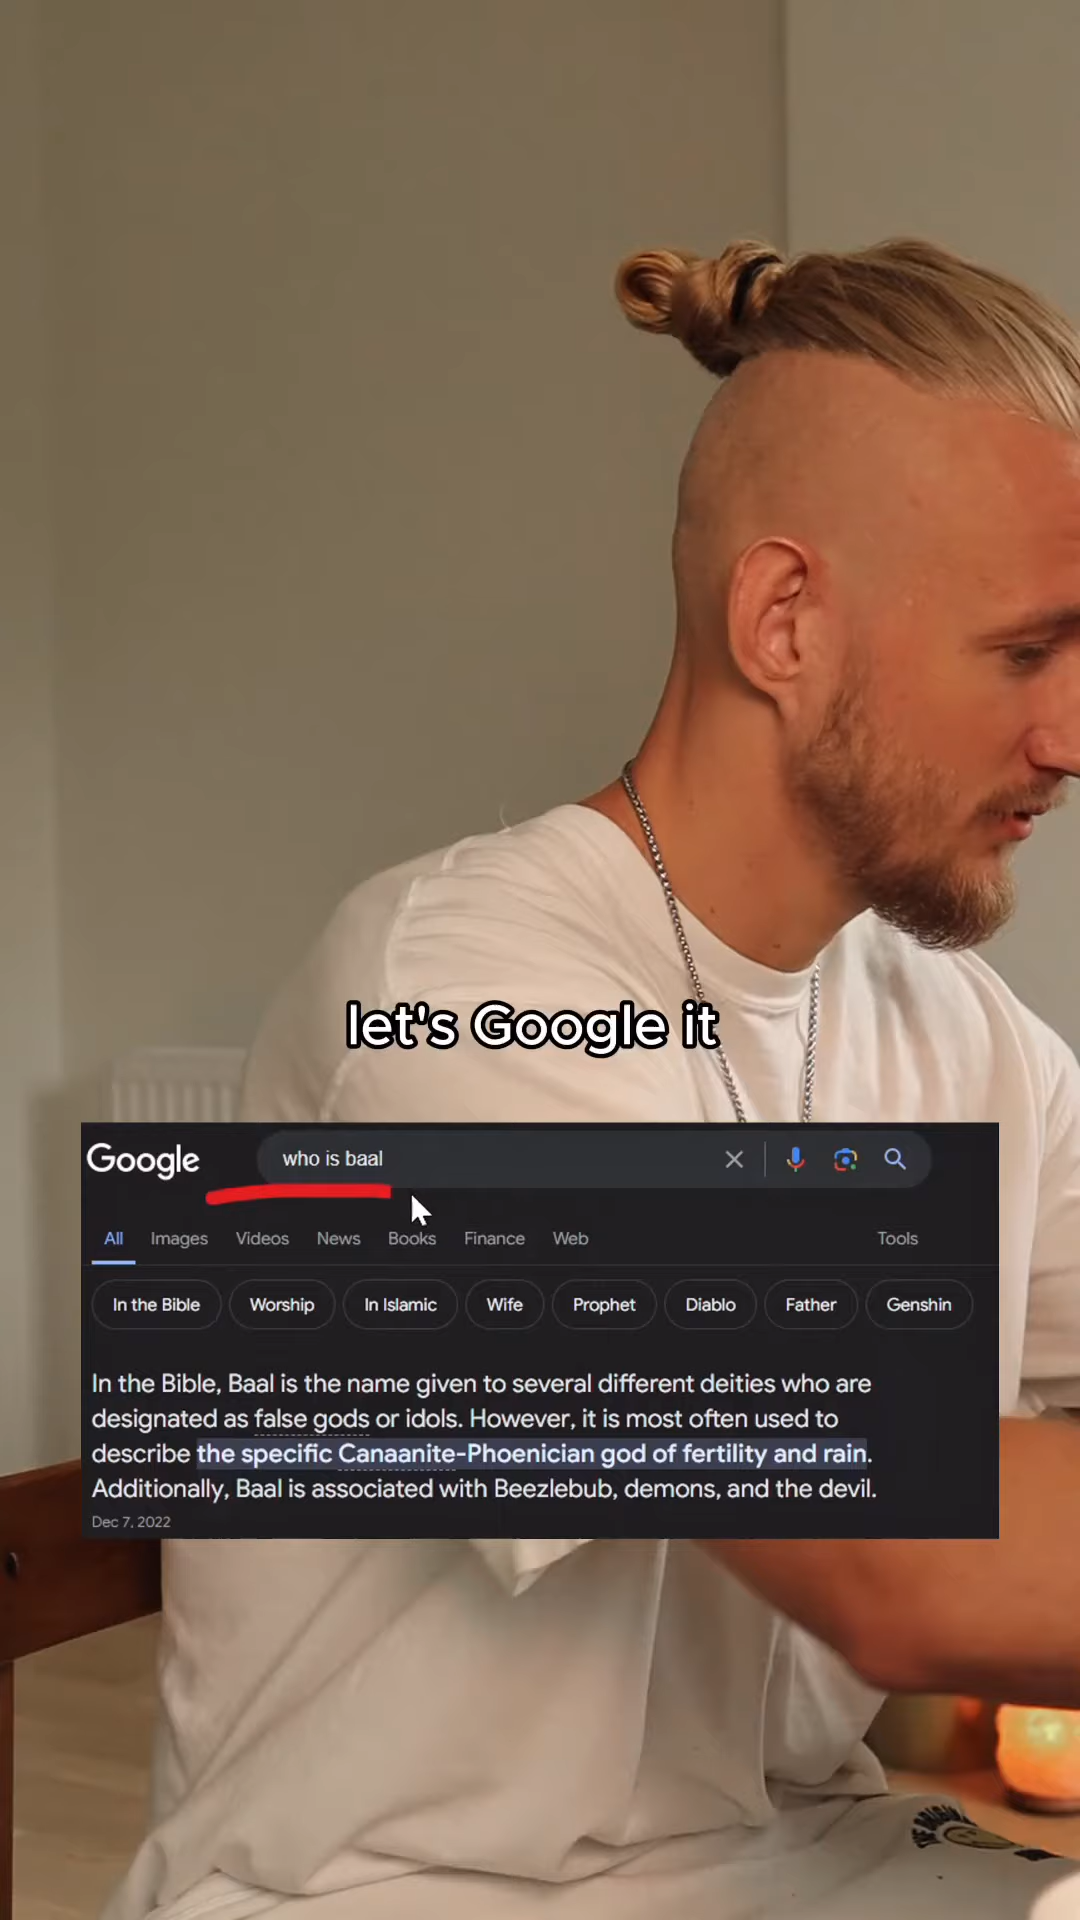 let's Google it
Google who is baal
All Images Videos News Books Finance Web Tools
In the Bible Worship In Islamic Wife Prophet Diablo Father Genshin
In the Bible, Baal is the name given to several different deities who are
designated as false gods or idols. However, it is most often used to
describe the specific Canaanite-Phoenician god of fertility and rain.
Additionally, Baal is associated with Beezlebub, demons, and the devil.
Dec 7, 2022